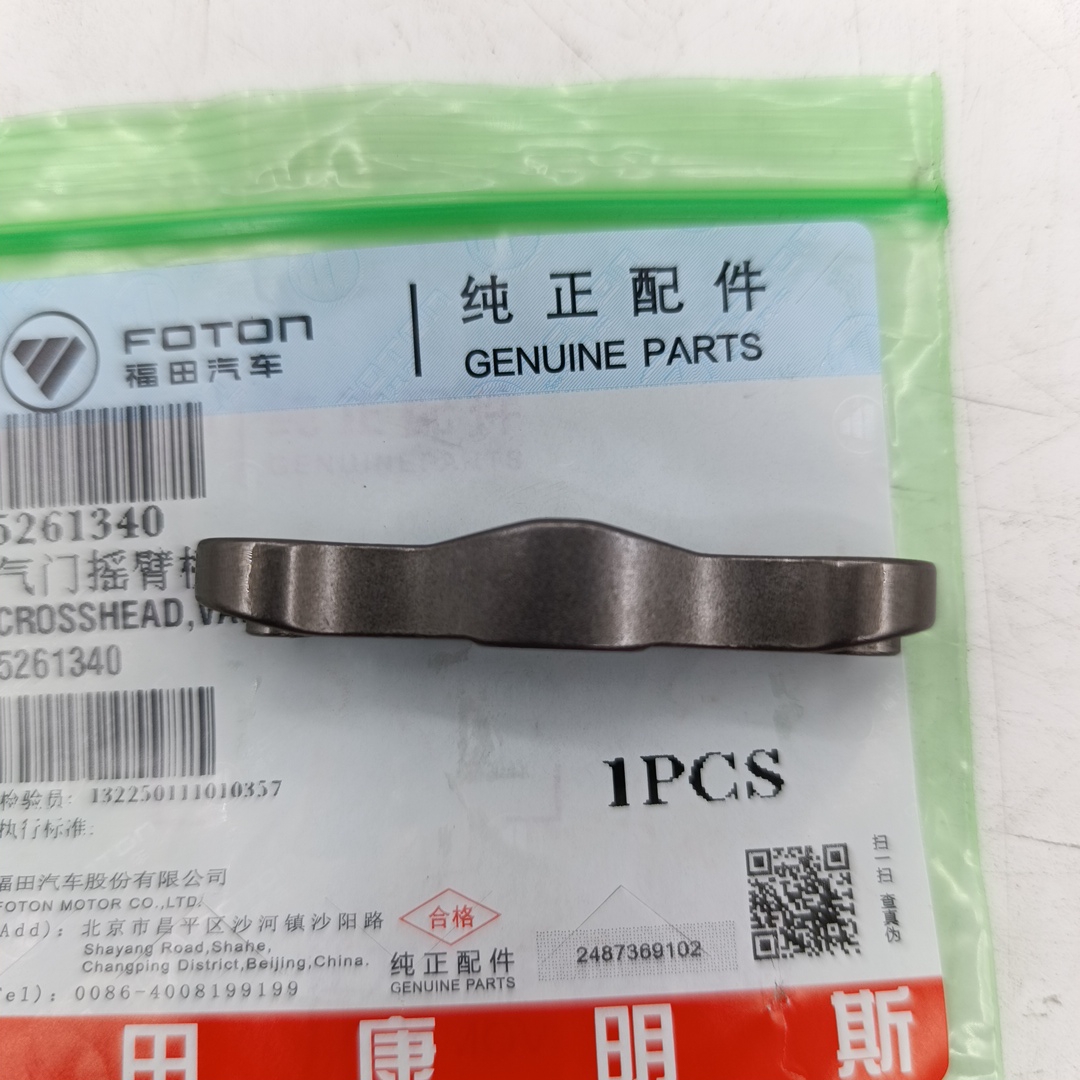 FOTON
福田汽车
纯正配件
GENUINE PARTS
5261340
气门摇臂
CROSSHEAD,VA
5261340
1PCS
检验员: 132250111010357
执行标准:
福田汽车股份有限公司
FOTON MOTOR CO.,LTD.
Add): 北京市昌平区沙河镇沙阳路
Shayang Road,Shahe,
Changping District,Beijing,China.
Tel): 0086-4008199199
合格
纯正配件
GENUINE PARTS
2487369102
扫一扫 查真伪
田康明斯